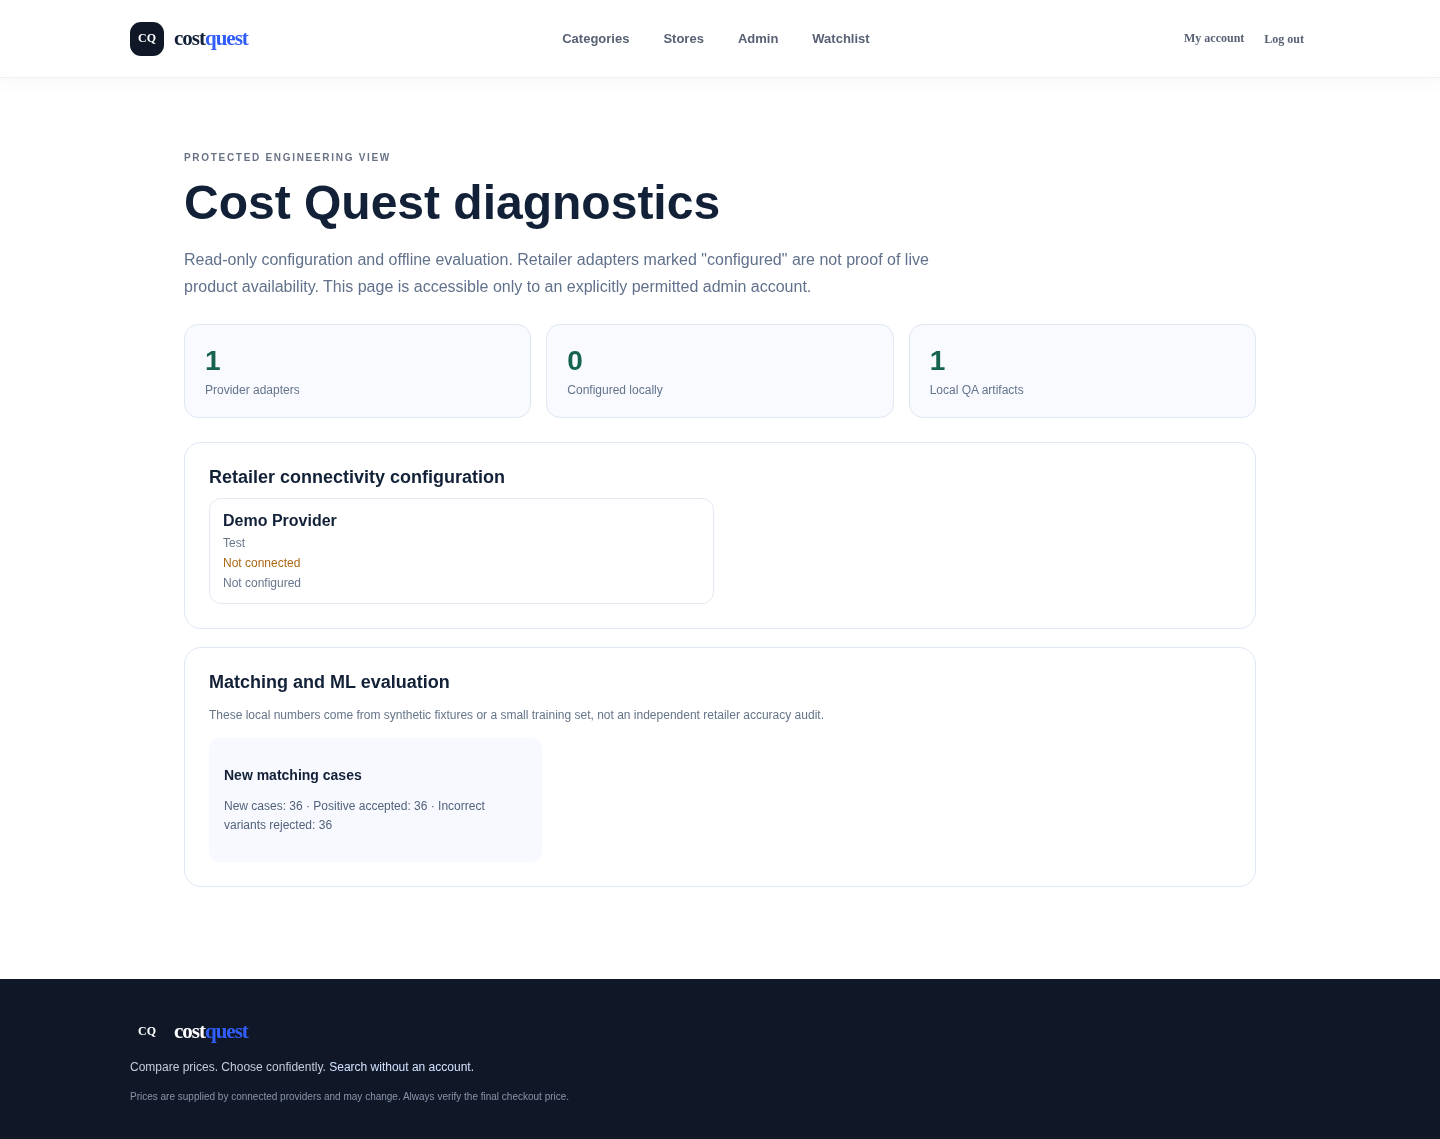 CQ costquest
Categories Stores Admin Watchlist
My account Log out
PROTECTED ENGINEERING VIEW
Cost Quest diagnostics
Read-only configuration and offline evaluation. Retailer adapters marked "configured" are not proof of live
product availability. This page is accessible only to an explicitly permitted admin account.
1
Provider adapters
0
Configured locally
1
Local QA artifacts
Retailer connectivity configuration
Demo Provider
Test
Not connected
Not configured
Matching and ML evaluation
These local numbers come from synthetic fixtures or a small training set, not an independent retailer accuracy audit.
New matching cases
New cases: 36 · Positive accepted: 36 · Incorrect
variants rejected: 36
CQ costquest
Compare prices. Choose confidently. Search without an account.
Prices are supplied by connected providers and may change. Always verify the final checkout price.